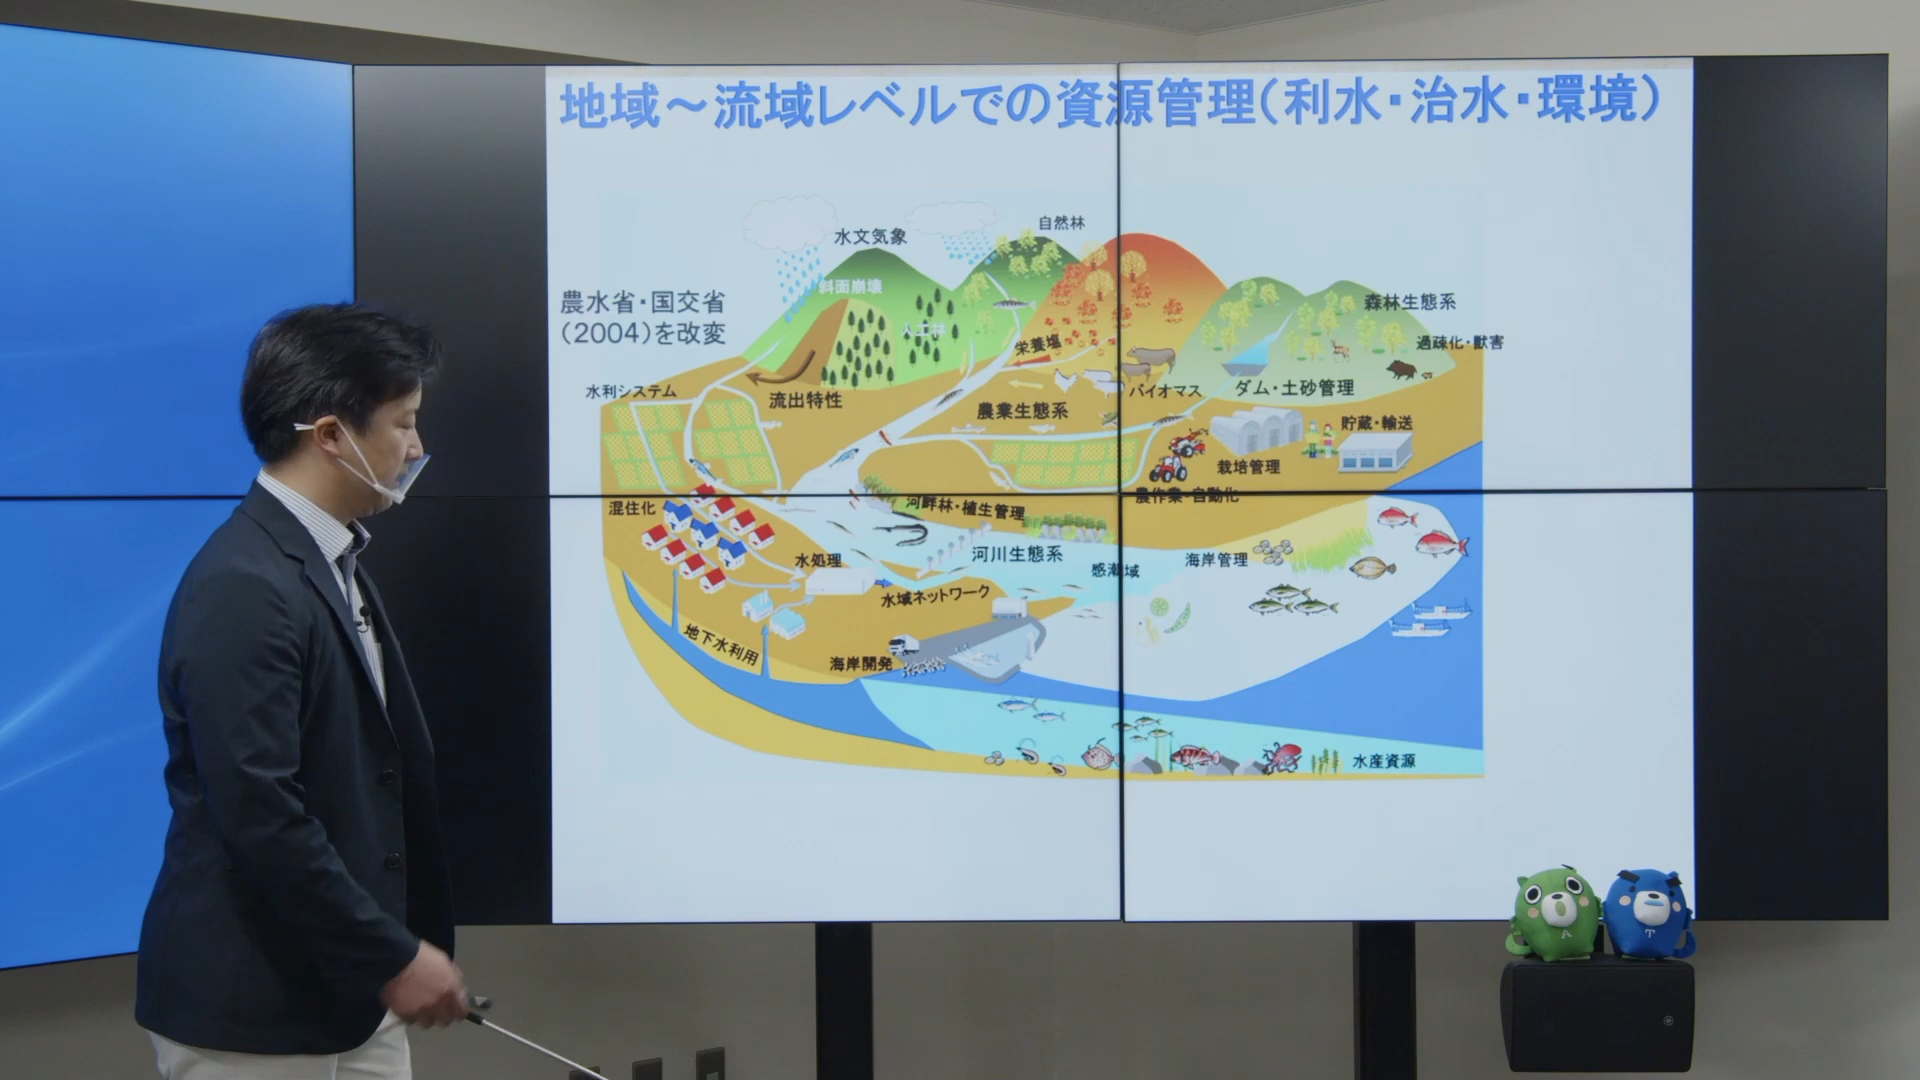 地域～流域レベルでの資源管理(利水・治水・環境)
水文気象
自然林
農水省・国交省
(2004)を改変
斜面崩壊
人工林
森林生態系
栄養塩
過疎化・獣害
水利システム
流出特性
農業生態系
バイオマス
ダム・土砂管理
貯蔵・輸送
栽培管理
農作業・自動化
混住化
河畔林・植生管理
水処理
河川生態系
感潮域
海岸管理
水域ネットワーク
地下水利用
海岸開発
水産資源
A
T